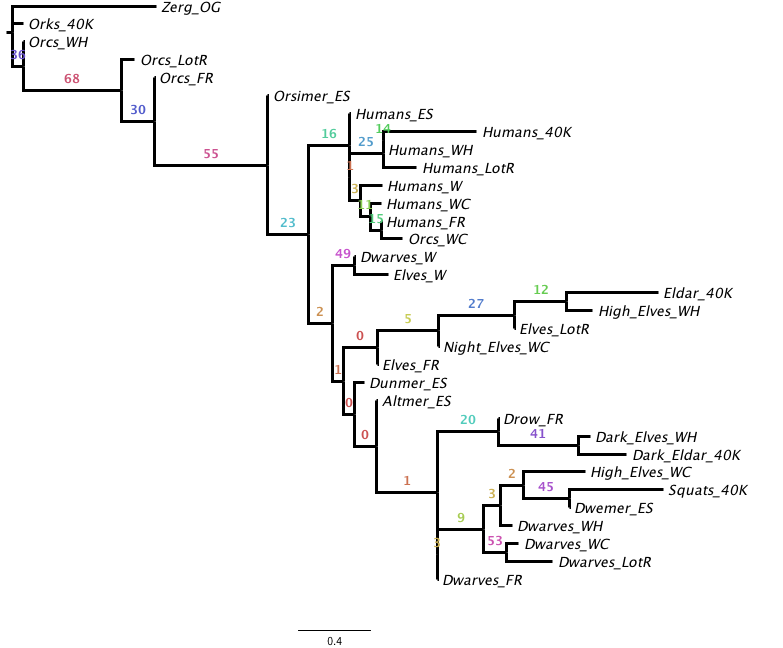 Zerg_OG
Orks_40K
Orcs_WH
36
Orcs_LotR
68
Orcs_FR
30
Orsimer_ES
55
Humans_ES
16
14
Humans_40K
25
Humans_WH
1
Humans_LotR
3
Humans_W
11
Humans_WC
15
Humans_FR
23
Orcs_WC
49
Dwarves_W
Elves_W
12
Eldar_40K
27
High_Elves_WH
2
5
Elves_LotR
0
Night_Elves_WC
Elves_FR
1
Dunmer_ES
0
Altmer_ES
20
Drow_FR
0
41
Dark_Elves_WH
Dark_Eldar_40K
2
High_Elves_WC
1
45
Squats_40K
3
Dwemer_ES
9
Dwarves_WH
3
53
Dwarves_WC
Dwarves_LotR
Dwarves_FR
0.4